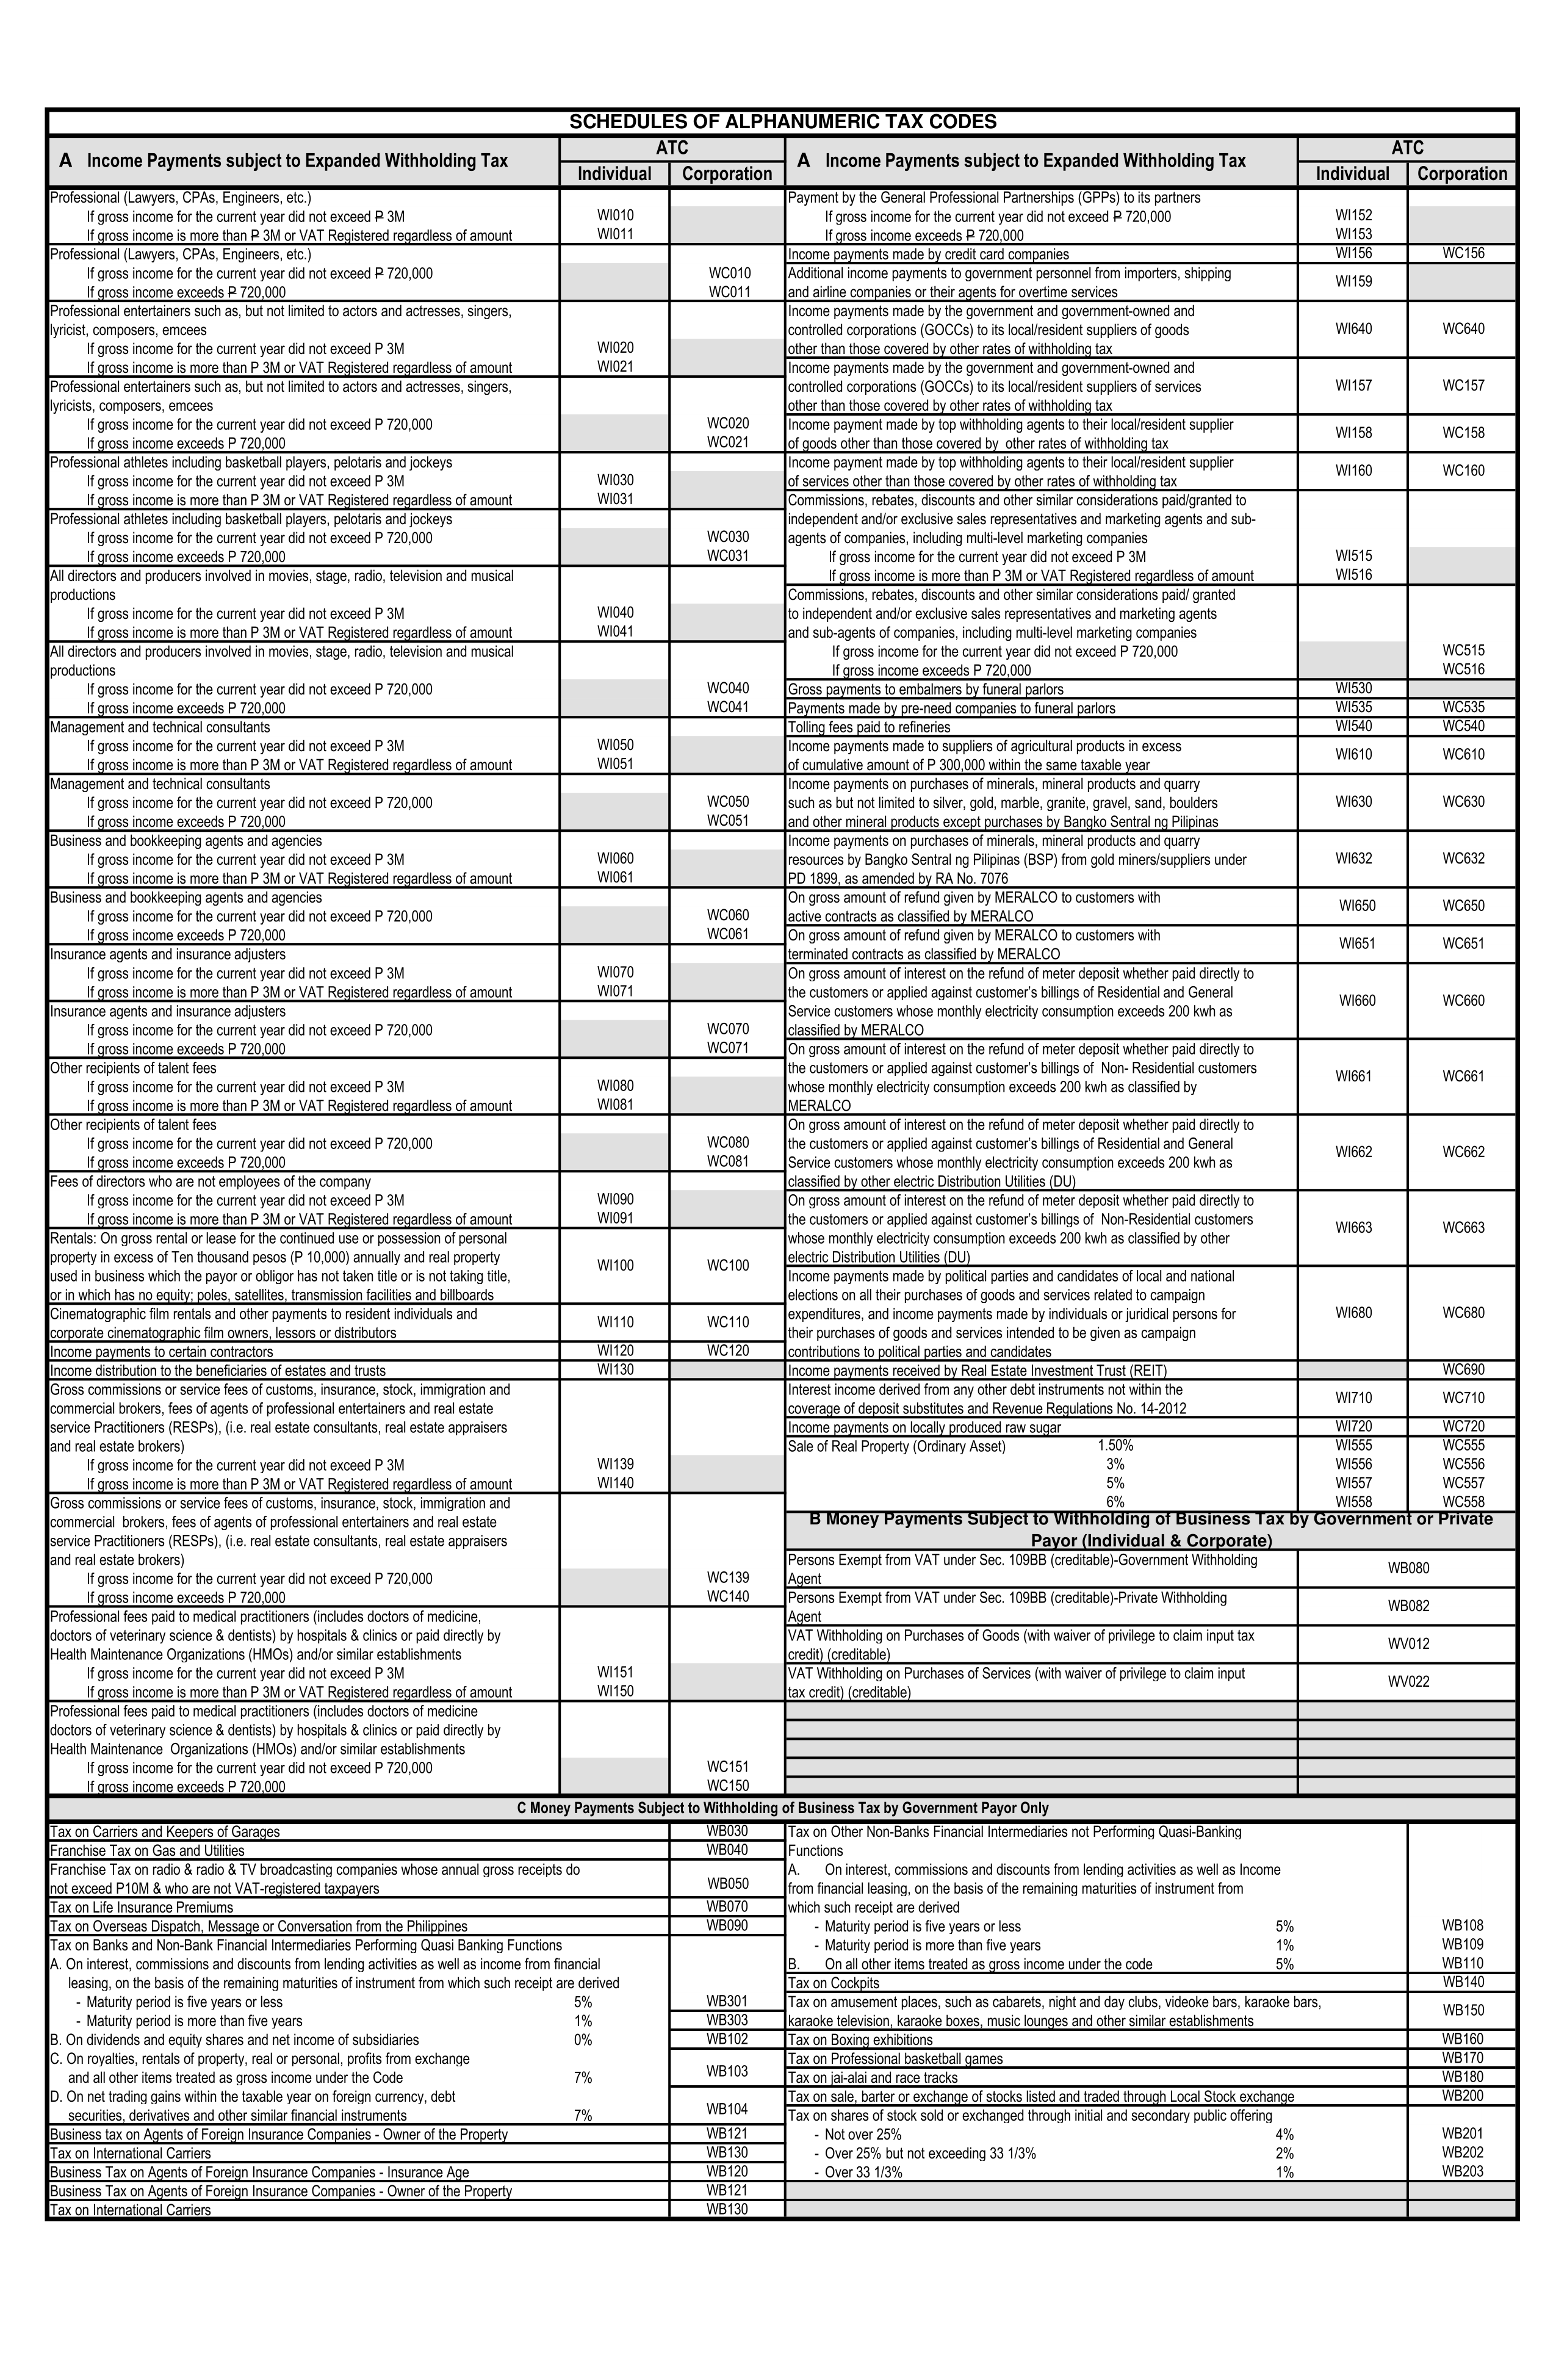 SCHEDULES OF ALPHANUMERIC TAX CODES
A Income Payments subject to Expanded Withholding Tax
ATC
Individual Corporation
Professional (Lawyers, CPAs, Engineers, etc.)
If gross income for the current year did not exceed ₱ 3M WI010
If gross income is more than ₱ 3M or VAT Registered regardless of amount WI011
Professional (Lawyers, CPAs, Engineers, etc.)
If gross income for the current year did not exceed ₱ 720,000 WC010
If gross income exceeds ₱ 720,000 WC011
Professional entertainers such as, but not limited to actors and actresses, singers,
lyricist, composers, emcees
If gross income for the current year did not exceed P 3M WI020
If gross income is more than P 3M or VAT Registered regardless of amount WI021
Professional entertainers such as, but not limited to actors and actresses, singers,
lyricists, composers, emcees
If gross income for the current year did not exceed P 720,000 WC020
If gross income exceeds P 720,000 WC021
Professional athletes including basketball players, pelotaris and jockeys
If gross income for the current year did not exceed P 3M WI030
If gross income is more than P 3M or VAT Registered regardless of amount WI031
Professional athletes including basketball players, pelotaris and jockeys
If gross income for the current year did not exceed P 720,000 WC030
If gross income exceeds P 720,000 WC031
All directors and producers involved in movies, stage, radio, television and musical
productions
If gross income for the current year did not exceed P 3M WI040
If gross income is more than P 3M or VAT Registered regardless of amount WI041
All directors and producers involved in movies, stage, radio, television and musical
productions
If gross income for the current year did not exceed P 720,000 WC040
If gross income exceeds P 720,000 WC041
Management and technical consultants
If gross income for the current year did not exceed P 3M WI050
If gross income is more than P 3M or VAT Registered regardless of amount WI051
Management and technical consultants
If gross income for the current year did not exceed P 720,000 WC050
If gross income exceeds P 720,000 WC051
Business and bookkeeping agents and agencies
If gross income for the current year did not exceed P 3M WI060
If gross income is more than P 3M or VAT Registered regardless of amount WI061
Business and bookkeeping agents and agencies
If gross income for the current year did not exceed P 720,000 WC060
If gross income exceeds P 720,000 WC061
Insurance agents and insurance adjusters
If gross income for the current year did not exceed P 3M WI070
If gross income is more than P 3M or VAT Registered regardless of amount WI071
Insurance agents and insurance adjusters
If gross income for the current year did not exceed P 720,000 WC070
If gross income exceeds P 720,000 WC071
Other recipients of talent fees
If gross income for the current year did not exceed P 3M WI080
If gross income is more than P 3M or VAT Registered regardless of amount WI081
Other recipients of talent fees
If gross income for the current year did not exceed P 720,000 WC080
If gross income exceeds P 720,000 WC081
Fees of directors who are not employees of the company
If gross income for the current year did not exceed P 3M WI090
If gross income is more than P 3M or VAT Registered regardless of amount WI091
Rentals: On gross rental or lease for the continued use or possession of personal
property in excess of Ten thousand pesos (P 10,000) annually and real property
used in business which the payor or obligor has not taken title or is not taking title,
or in which has no equity; poles, satellites, transmission facilities and billboards
WI100 WC100
Cinematographic film rentals and other payments to resident individuals and
corporate cinematographic film owners, lessors or distributors
WI110 WC110
Income payments to certain contractors WI120 WC120
Income distribution to the beneficiaries of estates and trusts WI130
Gross commissions or service fees of customs, insurance, stock, immigration and
commercial brokers, fees of agents of professional entertainers and real estate
service Practitioners (RESPs), (i.e. real estate consultants, real estate appraisers
and real estate brokers)
If gross income for the current year did not exceed P 3M WI139
If gross income is more than P 3M or VAT Registered regardless of amount WI140
Gross commissions or service fees of customs, insurance, stock, immigration and
commercial brokers, fees of agents of professional entertainers and real estate
service Practitioners (RESPs), (i.e. real estate consultants, real estate appraisers
and real estate brokers)
If gross income for the current year did not exceed P 720,000 WC139
If gross income exceeds P 720,000 WC140
Professional fees paid to medical practitioners (includes doctors of medicine,
doctors of veterinary science & dentists) by hospitals & clinics or paid directly by
Health Maintenance Organizations (HMOs) and/or similar establishments
If gross income for the current year did not exceed P 3M WI151
If gross income is more than P 3M or VAT Registered regardless of amount WI150
Professional fees paid to medical practitioners (includes doctors of medicine
doctors of veterinary science & dentists) by hospitals & clinics or paid directly by
Health Maintenance Organizations (HMOs) and/or similar establishments
If gross income for the current year did not exceed P 720,000 WC151
If gross income exceeds P 720,000 WC150
A Income Payments subject to Expanded Withholding Tax
ATC
Individual Corporation
Payment by the General Professional Partnerships (GPPs) to its partners
If gross income for the current year did not exceed ₱ 720,000 WI152
If gross income exceeds ₱ 720,000 WI153
Income payments made by credit card companies WI156 WC156
Additional income payments to government personnel from importers, shipping
and airline companies or their agents for overtime services
WI159
Income payments made by the government and government-owned and
controlled corporations (GOCCs) to its local/resident suppliers of goods
other than those covered by other rates of withholding tax
WI640 WC640
Income payments made by the government and government-owned and
controlled corporations (GOCCs) to its local/resident suppliers of services
other than those covered by other rates of withholding tax
WI157 WC157
Income payment made by top withholding agents to their local/resident supplier
of goods other than those covered by other rates of withholding tax
WI158 WC158
Income payment made by top withholding agents to their local/resident supplier
of services other than those covered by other rates of withholding tax
WI160 WC160
Commissions, rebates, discounts and other similar considerations paid/granted to
independent and/or exclusive sales representatives and marketing agents and sub-
agents of companies, including multi-level marketing companies
If gross income for the current year did not exceed P 3M WI515
If gross income is more than P 3M or VAT Registered regardless of amount WI516
Commissions, rebates, discounts and other similar considerations paid/ granted
to independent and/or exclusive sales representatives and marketing agents
and sub-agents of companies, including multi-level marketing companies
If gross income for the current year did not exceed P 720,000 WC515
If gross income exceeds P 720,000 WC516
Gross payments to embalmers by funeral parlors WI530
Payments made by pre-need companies to funeral parlors WI535 WC535
Tolling fees paid to refineries WI540 WC540
Income payments made to suppliers of agricultural products in excess
of cumulative amount of P 300,000 within the same taxable year
WI610 WC610
Income payments on purchases of minerals, mineral products and quarry
such as but not limited to silver, gold, marble, granite, gravel, sand, boulders
and other mineral products except purchases by Bangko Sentral ng Pilipinas
WI630 WC630
Income payments on purchases of minerals, mineral products and quarry
resources by Bangko Sentral ng Pilipinas (BSP) from gold miners/suppliers under
PD 1899, as amended by RA No. 7076
WI632 WC632
On gross amount of refund given by MERALCO to customers with
active contracts as classified by MERALCO
WI650 WC650
On gross amount of refund given by MERALCO to customers with
terminated contracts as classified by MERALCO
WI651 WC651
On gross amount of interest on the refund of meter deposit whether paid directly to
the customers or applied against customer's billings of Residential and General
Service customers whose monthly electricity consumption exceeds 200 kwh as
classified by MERALCO
WI660 WC660
On gross amount of interest on the refund of meter deposit whether paid directly to
the customers or applied against customer's billings of Non- Residential customers
whose monthly electricity consumption exceeds 200 kwh as classified by
MERALCO
WI661 WC661
On gross amount of interest on the refund of meter deposit whether paid directly to
the customers or applied against customer's billings of Residential and General
Service customers whose monthly electricity consumption exceeds 200 kwh as
classified by other electric Distribution Utilities (DU)
WI662 WC662
On gross amount of interest on the refund of meter deposit whether paid directly to
the customers or applied against customer's billings of Non-Residential customers
whose monthly electricity consumption exceeds 200 kwh as classified by other
electric Distribution Utilities (DU)
WI663 WC663
Income payments made by political parties and candidates of local and national
elections on all their purchases of goods and services related to campaign
expenditures, and income payments made by individuals or juridical persons for
their purchases of goods and services intended to be given as campaign
contributions to political parties and candidates
WI680 WC680
Income payments received by Real Estate Investment Trust (REIT) WC690
Interest income derived from any other debt instruments not within the
coverage of deposit substitutes and Revenue Regulations No. 14-2012
WI710 WC710
Income payments on locally produced raw sugar WI720 WC720
Sale of Real Property (Ordinary Asset) 1.50% WI555 WC555
3% WI556 WC556
5% WI557 WC557
6% WI558 WC558
B Money Payments Subject to Withholding of Business Tax by Government or Private
Payor (Individual & Corporate)
Persons Exempt from VAT under Sec. 109BB (creditable)-Government Withholding
Agent
WB080
Persons Exempt from VAT under Sec. 109BB (creditable)-Private Withholding
Agent
WB082
VAT Withholding on Purchases of Goods (with waiver of privilege to claim input tax
credit) (creditable)
WV012
VAT Withholding on Purchases of Services (with waiver of privilege to claim input
tax credit) (creditable)
WV022
C Money Payments Subject to Withholding of Business Tax by Government Payor Only
Tax on Carriers and Keepers of Garages WB030
Franchise Tax on Gas and Utilities WB040
Franchise Tax on radio & radio & TV broadcasting companies whose annual gross receipts do
not exceed P10M & who are not VAT-registered taxpayers
WB050
Tax on Life Insurance Premiums WB070
Tax on Overseas Dispatch, Message or Conversation from the Philippines WB090
Tax on Banks and Non-Bank Financial Intermediaries Performing Quasi Banking Functions
A. On interest, commissions and discounts from lending activities as well as income from financial
leasing, on the basis of the remaining maturities of instrument from which such receipt are derived
- Maturity period is five years or less 5% WB301
- Maturity period is more than five years 1% WB303
B. On dividends and equity shares and net income of subsidiaries 0% WB102
C. On royalties, rentals of property, real or personal, profits from exchange
and all other items treated as gross income under the Code 7% WB103
D. On net trading gains within the taxable year on foreign currency, debt
securities, derivatives and other similar financial instruments 7% WB104
Business tax on Agents of Foreign Insurance Companies - Owner of the Property WB121
Tax on International Carriers WB130
Business Tax on Agents of Foreign Insurance Companies - Insurance Age WB120
Business Tax on Agents of Foreign Insurance Companies - Owner of the Property WB121
Tax on International Carriers WB130
Tax on Other Non-Banks Financial Intermediaries not Performing Quasi-Banking
Functions
A. On interest, commissions and discounts from lending activities as well as Income
from financial leasing, on the basis of the remaining maturities of instrument from
which such receipt are derived
- Maturity period is five years or less 5% WB108
- Maturity period is more than five years 1% WB109
B. On all other items treated as gross income under the code 5% WB110
Tax on Cockpits WB140
Tax on amusement places, such as cabarets, night and day clubs, videoke bars, karaoke bars,
karaoke television, karaoke boxes, music lounges and other similar establishments
WB150
Tax on Boxing exhibitions WB160
Tax on Professional basketball games WB170
Tax on jai-alai and race tracks WB180
Tax on sale, barter or exchange of stocks listed and traded through Local Stock exchange WB200
Tax on shares of stock sold or exchanged through initial and secondary public offering
- Not over 25% 4% WB201
- Over 25% but not exceeding 33 1/3% 2% WB202
- Over 33 1/3% 1% WB203